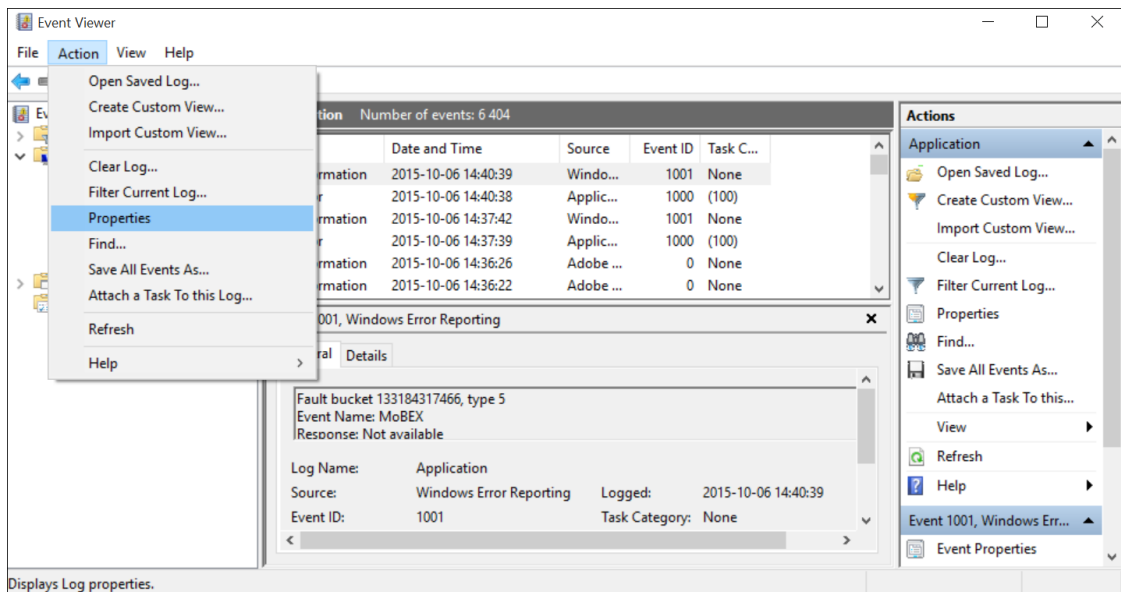 Event Viewer
File Action View Help
Open Saved Log...
Create Custom View...
Import Custom View...
Clear Log...
Filter Current Log...
Properties
Find...
Save All Events As...
Attach a Task To this Log...
Refresh
Help
Ev
tion Number of events: 6 404
Date and Time Source Event ID Task C...
rmation 2015-10-06 14:40:39 Windo... 1001 None
r 2015-10-06 14:40:38 Applic... 1000 (100)
rmation 2015-10-06 14:37:42 Windo... 1001 None
r 2015-10-06 14:37:39 Applic... 1000 (100)
rmation 2015-10-06 14:36:26 Adobe ... 0 None
rmation 2015-10-06 14:36:22 Adobe ... 0 None
001, Windows Error Reporting
ral Details
Fault bucket 133184317466, type 5
Event Name: MoBEX
Response: Not available
Log Name: Application
Source: Windows Error Reporting Logged: 2015-10-06 14:40:39
Event ID: 1001 Task Category: None
Actions
Application
Open Saved Log...
Create Custom View...
Import Custom View...
Clear Log...
Filter Current Log...
Properties
Find...
Save All Events As...
Attach a Task To this...
View
Refresh
Help
Event 1001, Windows Err...
Event Properties
Displays Log properties.